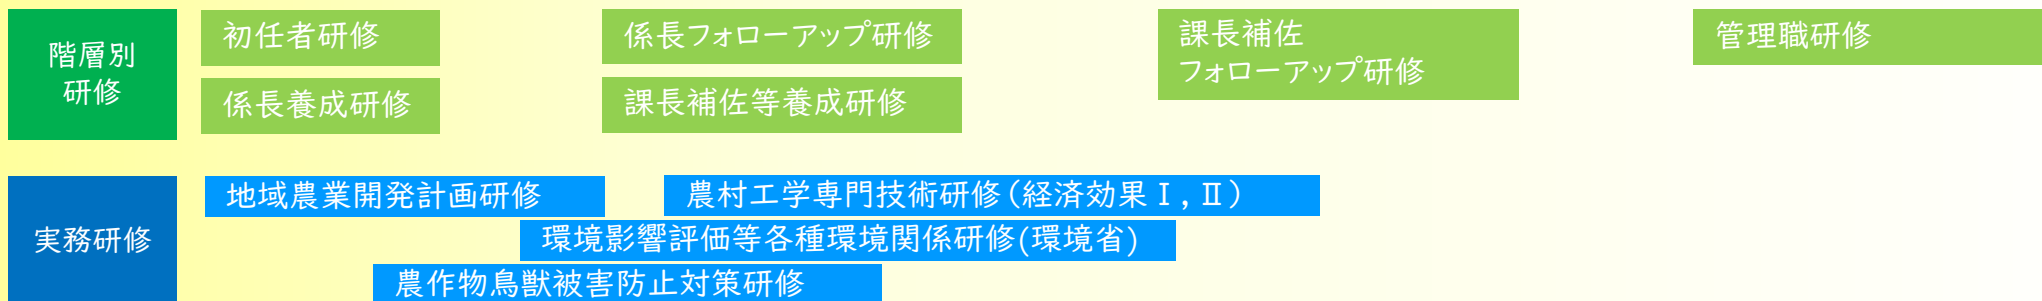 階層別
研修
初任者研修
係長養成研修
係長フォローアップ研修
課長補佐等養成研修
課長補佐
フォローアップ研修
管理職研修
実務研修
地域農業開発計画研修
農村工学専門技術研修（経済効果Ⅰ,Ⅱ）
環境影響評価等各種環境関係研修(環境省)
農作物鳥獣被害防止対策研修